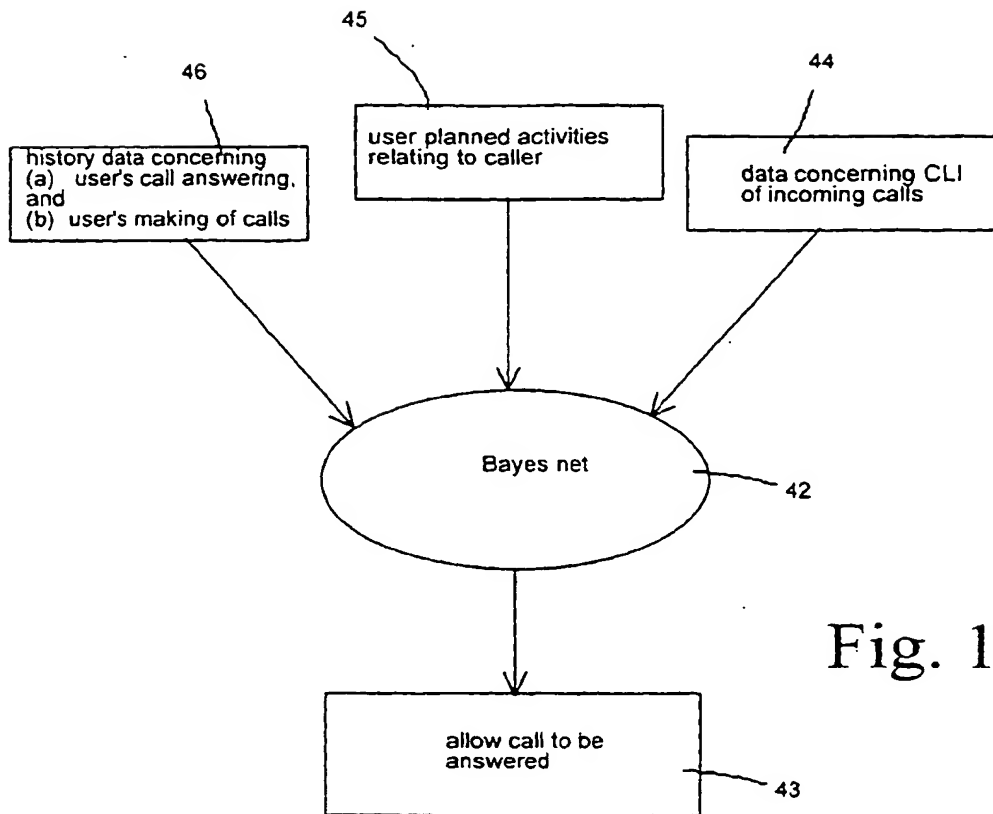 45
46
44
history data concerning
(a) user's call answering,
and
(b) user's making of calls
user planned activities
relating to caller
data concerning CLI
of incoming calls
Bayes net
42
Fig. 1
allow call to be
answered
43